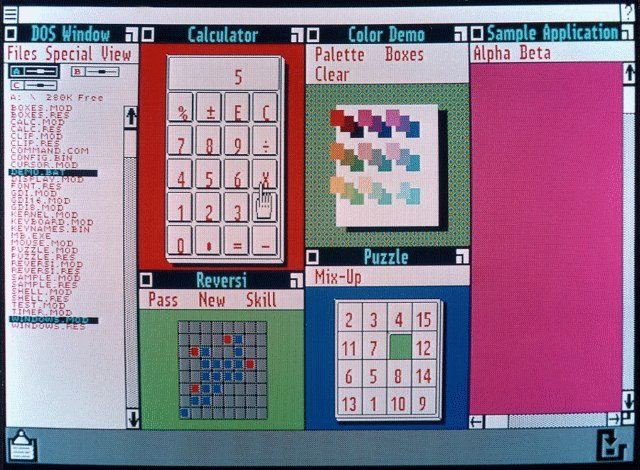 ?
DOS Window
Files Special View
A
B
C
A: \ 280K Free
BOXES.MOD
BOXES.RES
CALC.MOD
CALC.RES
CLIP.MOD
CLIP.RES
COMMAND.COM
CONFIG.BIN
CURSOR.MOD
DEMO.BAT
DISPLAY.MOD
FONT.RES
GDI.MOD
GDI16.MOD
GDI8.MOD
KERNEL.MOD
KEYBOARD.MOD
KEYNAMES.BIN
MB.EXE
MOUSE.MOD
PUZZLE.MOD
PUZZLE.RES
REVERSI.MOD
REVERSI.RES
SAMPLE.MOD
SAMPLE.RES
SHELL.MOD
SHELL.RES
TEST.MOD
TIMER.MOD
WINDOWS.MOD
WINDOWS.RES
Calculator
5
% ± E C
7 8 9 ÷
4 5 6 X
1 2 3
0 • = -
Reversi
Pass New Skill
Color Demo
Palette Boxes
Clear
Puzzle
Mix-Up
2 3 4 15
11 7 12
6 5 8 14
13 1 10 9
Sample Application
Alpha Beta